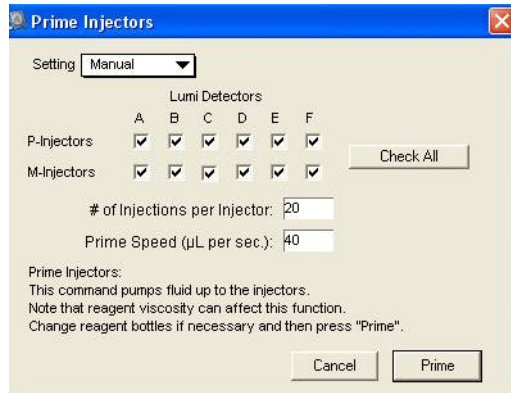 Prime Injectors
Setting Manual
Lumi Detectors
A B C D E F
P-Injectors
Check All
M-Injectors
# of Injections per Injector: 20
Prime Speed (µL per sec.): 40
Prime Injectors:
This command pumps fluid up to the injectors.
Note that reagent viscosity can affect this function.
Change reagent bottles if necessary and then press "Prime".
Cancel Prime